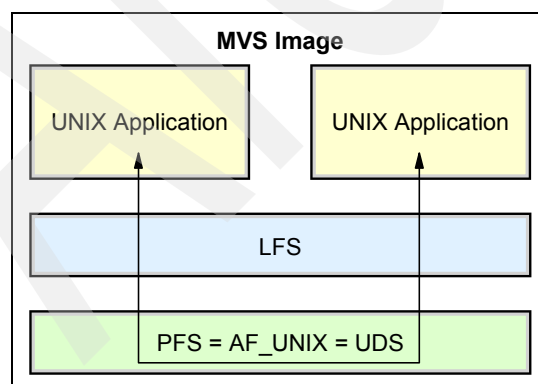 MVS Image
UNIX Application
UNIX Application
LFS
PFS = AF_UNIX = UDS